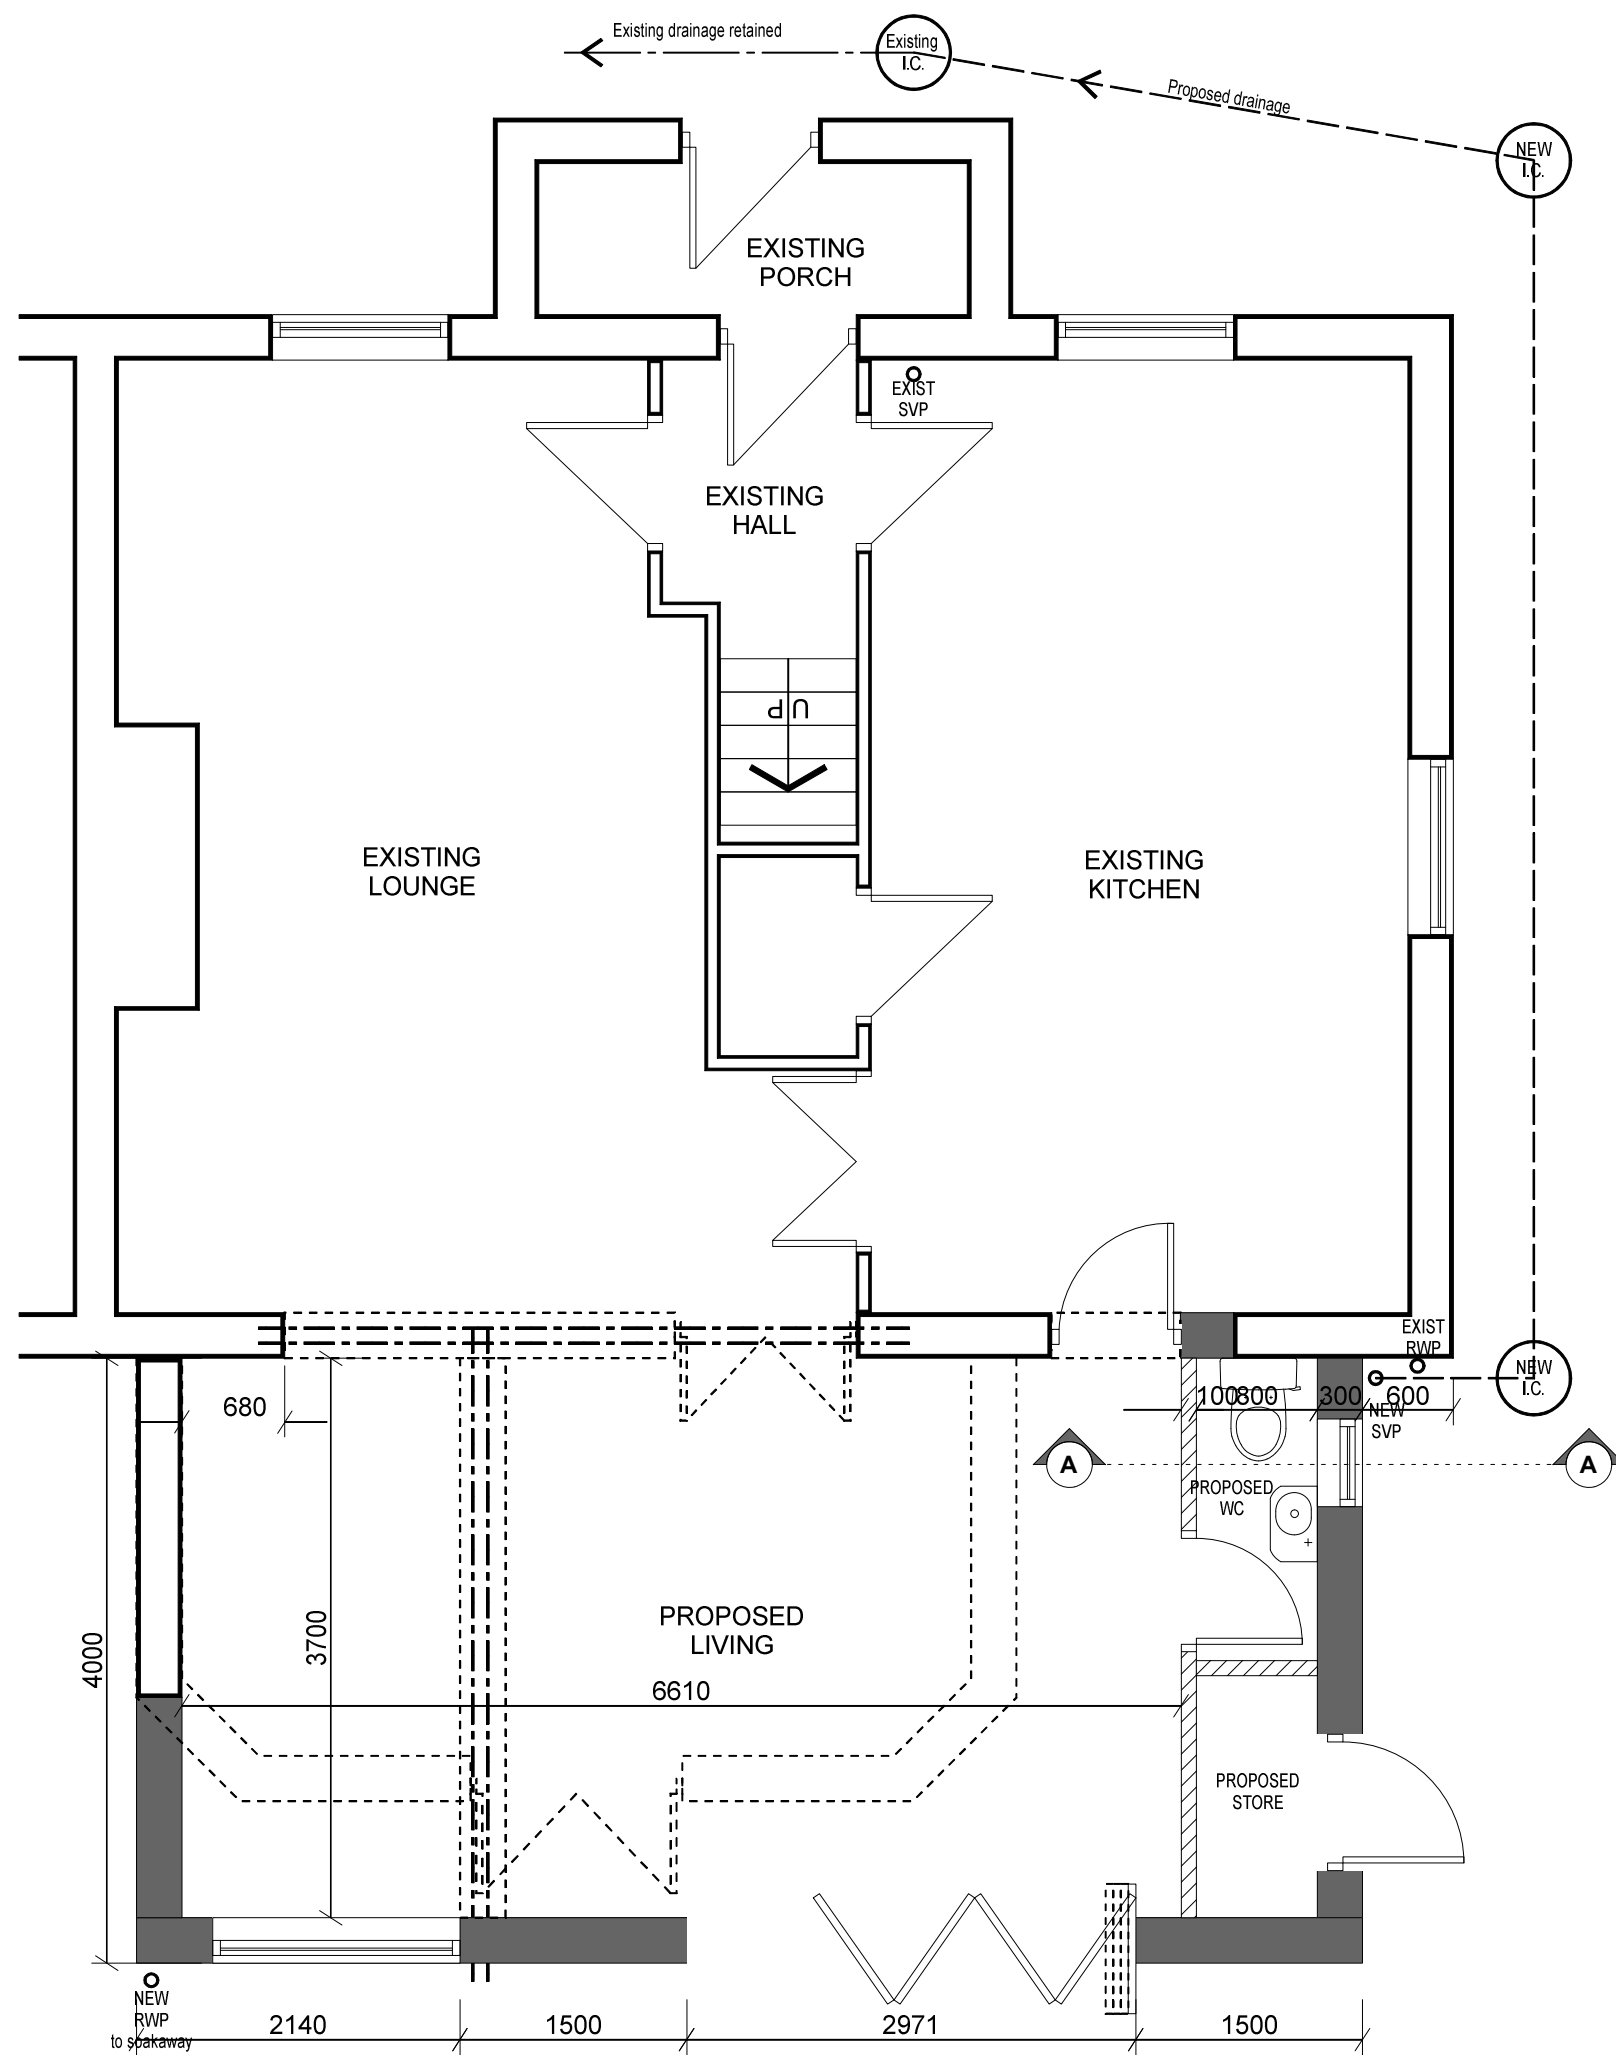 Existing drainage retained
Existing
I.C.
Proposed drainage
NEW
I.C.
EXISTING
PORCH
EXIST
SVP
EXISTING
HALL
UP
EXISTING
LOUNGE
EXISTING
KITCHEN
EXIST
RWP
NEW
I.C.
680
100
800
300
600
NEW
SVP
A
A
PROPOSED
WC
4000
3700
PROPOSED
LIVING
6610
PROPOSED
STORE
NEW
RWP
to soakaway
2140
1500
2971
1500